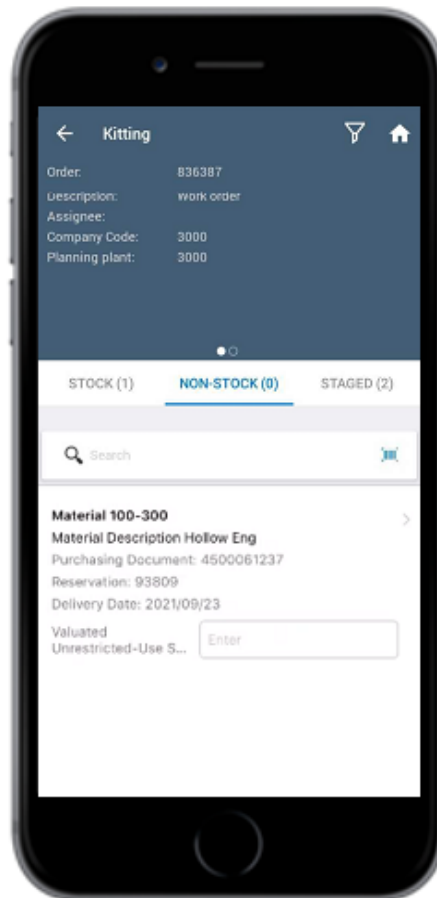 Kitting
Order: 836387
Description: Work order
Assignee:
Company Code: 3000
Planning plant: 3000
STOCK (1) NON-STOCK (0) STAGED (2)
Search
Material 100-300
Material Description Hollow Eng
Purchasing Document: 4500061237
Reservation: 93809
Delivery Date: 2021/09/23
Valuated
Unrestricted-Use S... Enter